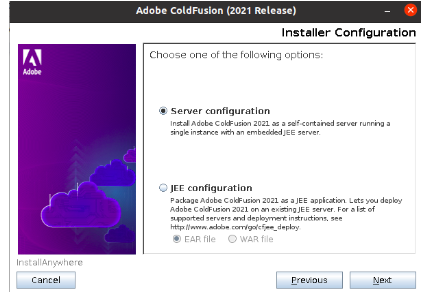 Adobe ColdFusion (2021 Release)
Installer Configuration
Adobe
Choose one of the following options:
Server configuration
Install Adobe ColdFusion 2021 as a self-contained server running a
single instance with an embedded JEE server.
JEE configuration
Package Adobe ColdFusion 2021 as a JEE application. Lets you deploy
Adobe ColdFusion 2021 on an existing JEE server. For a list of
supported servers and deployment instructions, see
http://www.adobe.com/go/cfjee_deploy.
EAR file WAR file
InstallAnywhere
Cancel Previous Next